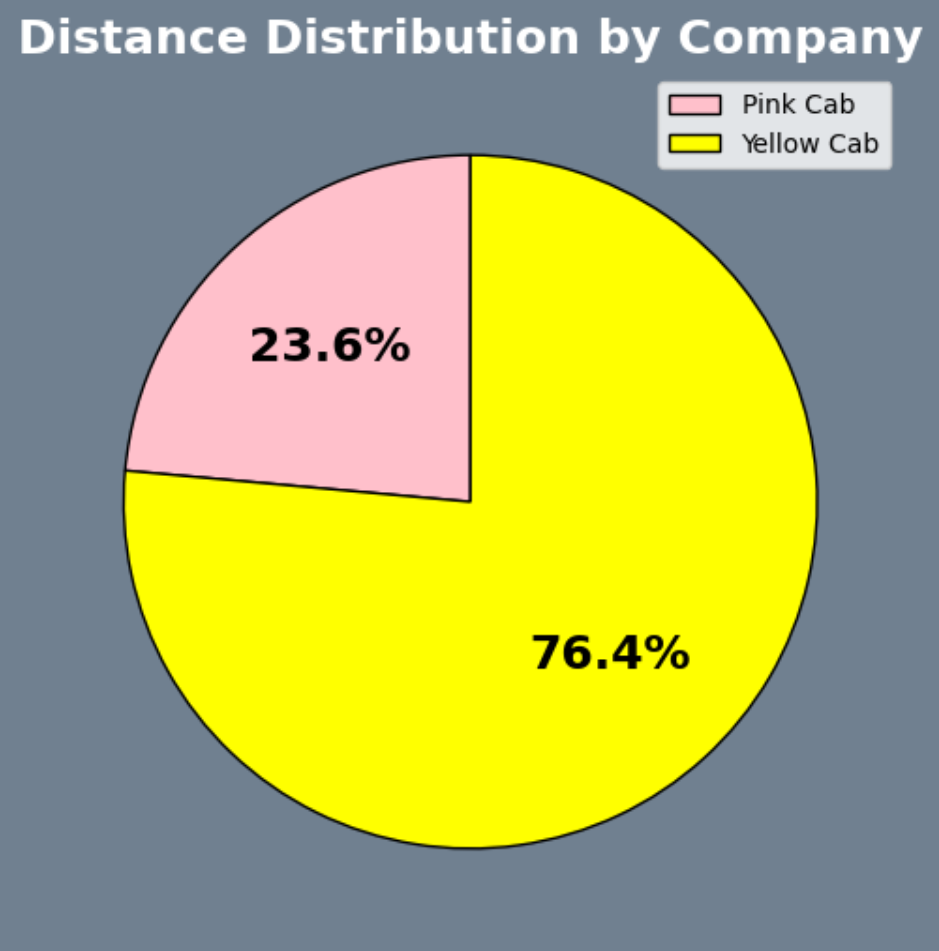 Distance Distribution by Company
Pink Cab
Yellow Cab
23.6%
76.4%